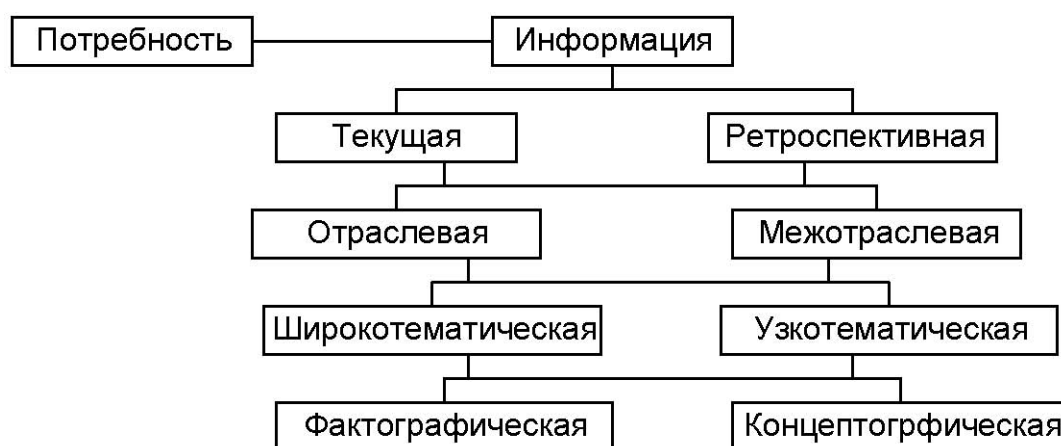 Потребность
Информация
Текущая
Ретроспективная
Отраслевая
Межотраслевая
Широкотематическая
Узкотематическая
Фактографическая
Концептогрфическая